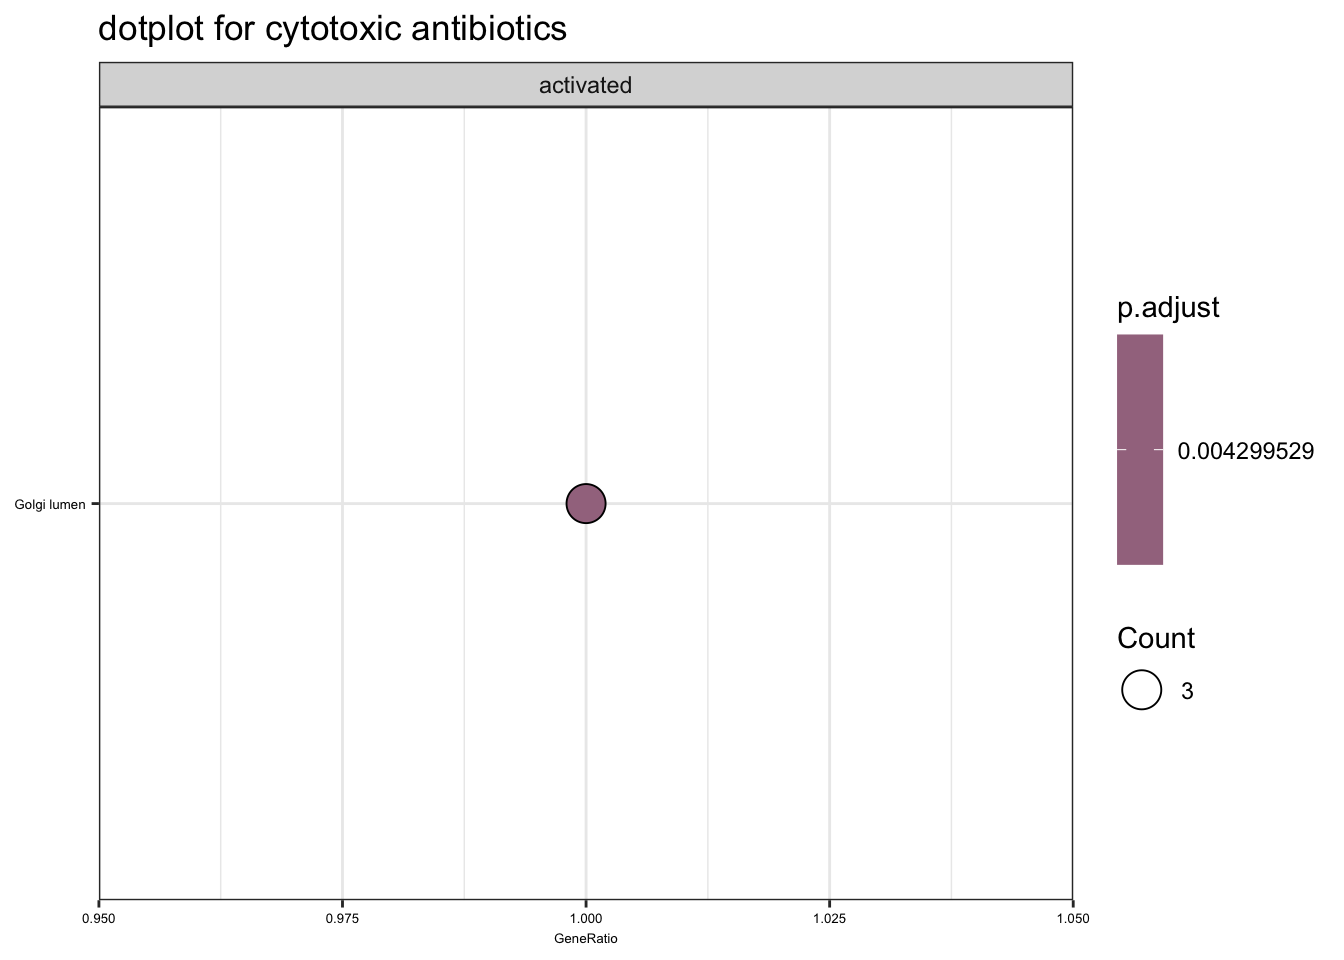 dotplot for cytotoxic antibiotics
activated
Golgi lumen
0.950 0.975 1.000 1.025 1.050
GeneRatio
p.adjust
0.004299529
Count
3